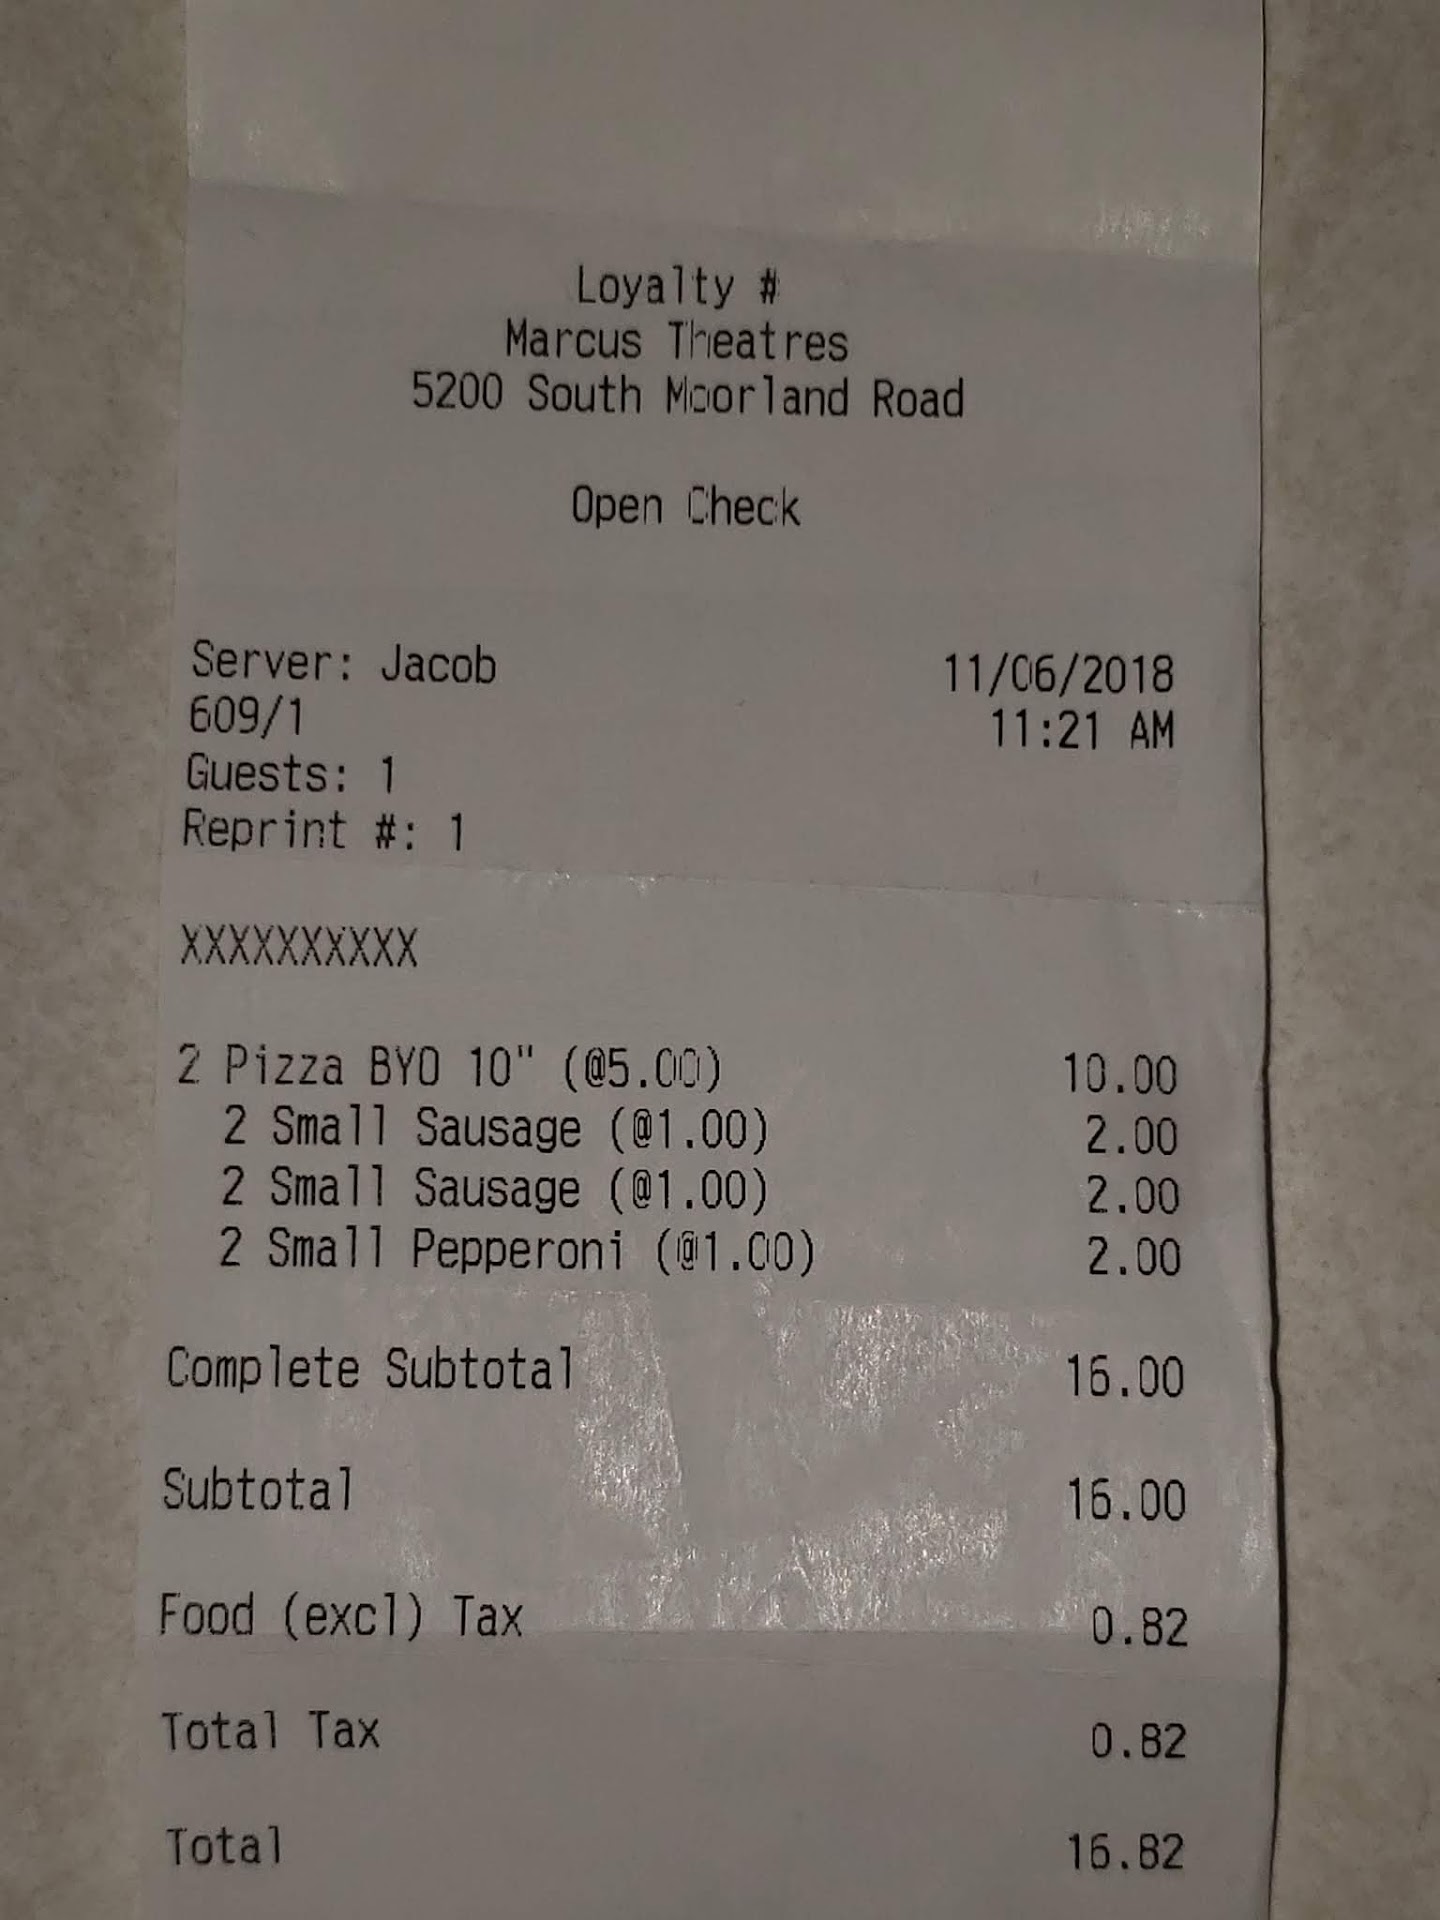 Loyalty #
Marcus Theatres
5200 South Moorland Road
Open Check
Server: Jacob 11/06/2018
609/1 11:21 AM
Guests: 1
Reprint #: 1
XXXXXXXXXX
2 Pizza BYO 10" (@5.00) 10.00
2 Small Sausage (@1.00) 2.00
2 Small Sausage (@1.00) 2.00
2 Small Pepperoni (@1.00) 2.00
Complete Subtotal 16.00
Subtotal 16.00
Food (excl) Tax 0.82
Total Tax 0.82
Total 16.82